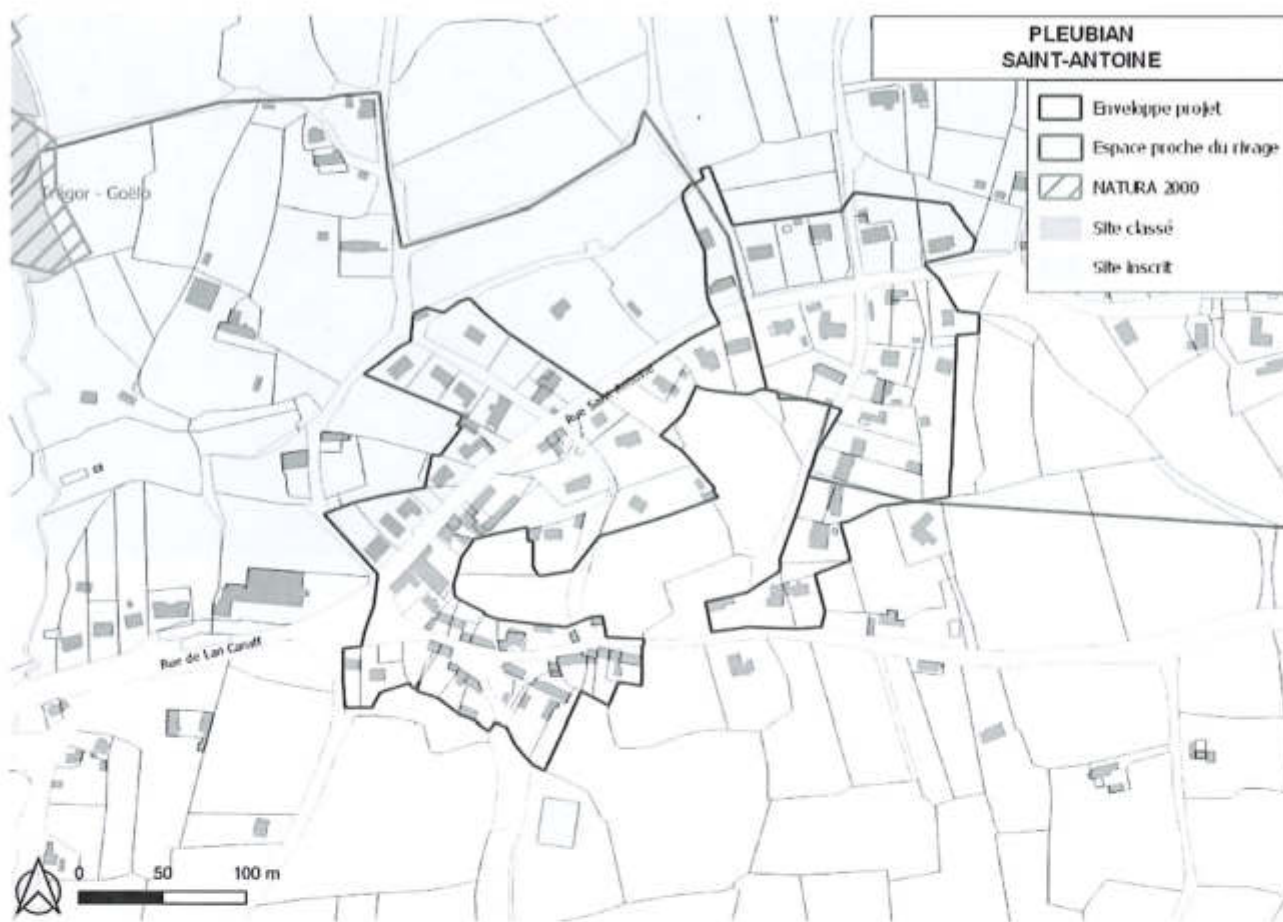 PLEUBIAN
SAINT-ANTOINE
Enveloppe projet
Espace proche du rivage
NATURA 2000
Site classé
Site inscrit
Trégor - Goëlo
Rue Saint-Antoine
Rue de Lan Carraff
0 50 100 m